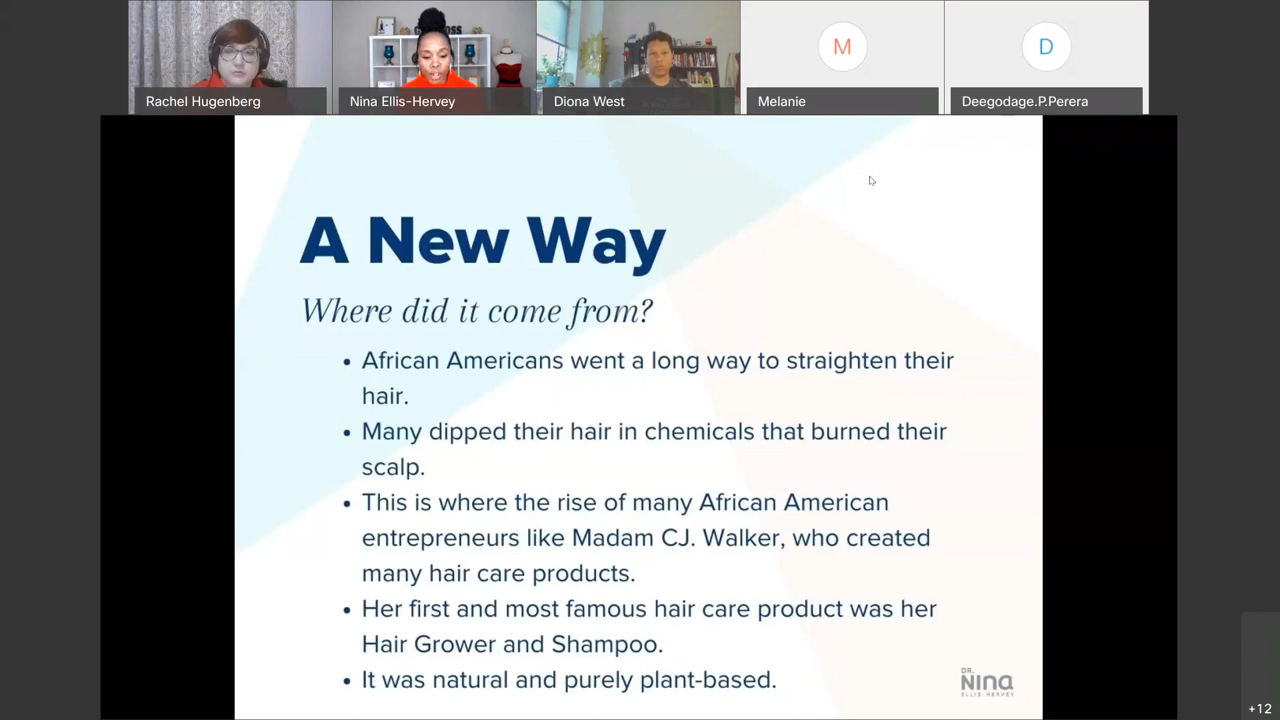 Rachel Hugenberg
Nina Ellis-Hervey
Diona West
M
Melanie
D
Deegodage.P.Perera
A New Way
Where did it come from?
• African Americans went a long way to straighten their
hair.
• Many dipped their hair in chemicals that burned their
scalp.
• This is where the rise of many African American
entrepreneurs like Madam CJ. Walker, who created
many hair care products.
• Her first and most famous hair care product was her
Hair Grower and Shampoo.
• It was natural and purely plant-based.
DR.
Nina
ELLIS-HERVEY
+12